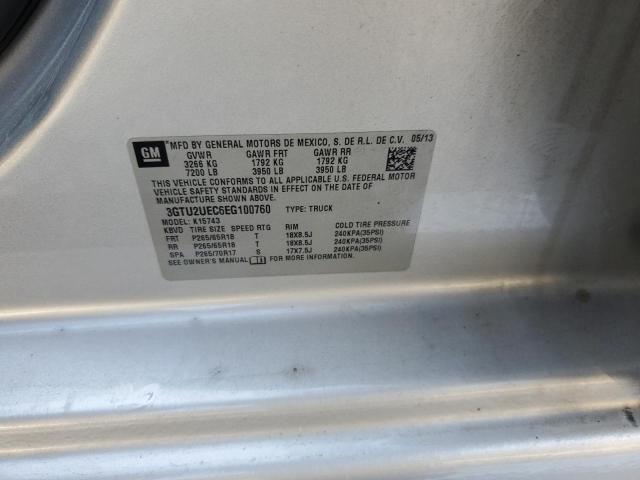 GM
*MFD BY GENERAL MOTORS DE MEXICO, S. DE R.L. DE C.V. 05/13
GVWR GAWR FRT GAWR RR
3266 KG 1792 KG 1792 KG
7200 LB 3950 LB 3950 LB
THIS VEHICLE CONFORMS TO ALL APPLICABLE U.S. FEDERAL MOTOR
VEHICLE SAFETY STANDARDS IN EFFECT ON THE DATE OF
MANUFACTURE SHOWN ABOVE.
3GTU2UEC6EG100760 TYPE: TRUCK
MODEL: K15743
KBVD TIRE SIZE SPEED RTG RIM COLD TIRE PRESSURE
FRT P265/65R18 T 18X8.5J 240KPA(35PSI)
RR P265/65R18 T 18X8.5J 240KPA(35PSI)
SPA P265/70R17 S 17X7.5J 240KPA(35PSI)
SEE OWNER'S MANUAL FOR MORE INFORMATION.